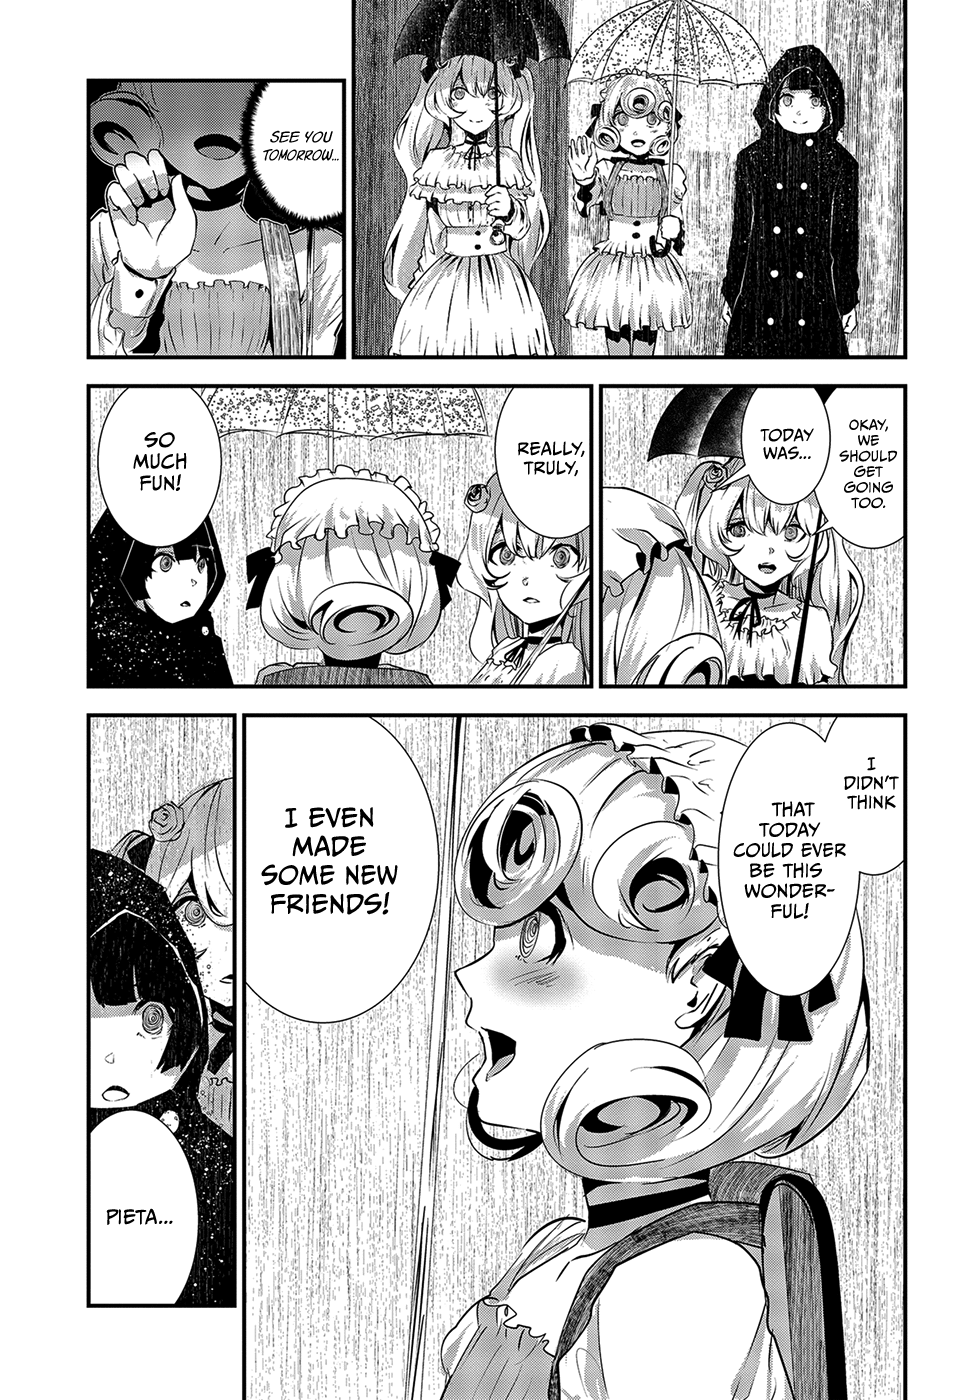 SEE YOU
TOMORROW...
OKAY,
WE
SHOULD
GET
GOING
TOO.
TODAY
WAS...
REALLY,
TRULY,
SO
MUCH
FUN!
I
DIDN'T
THINK
THAT
TODAY
COULD EVER
BE THIS
WONDER-
FUL!
I EVEN
MADE
SOME NEW
FRIENDS!
PIETA...